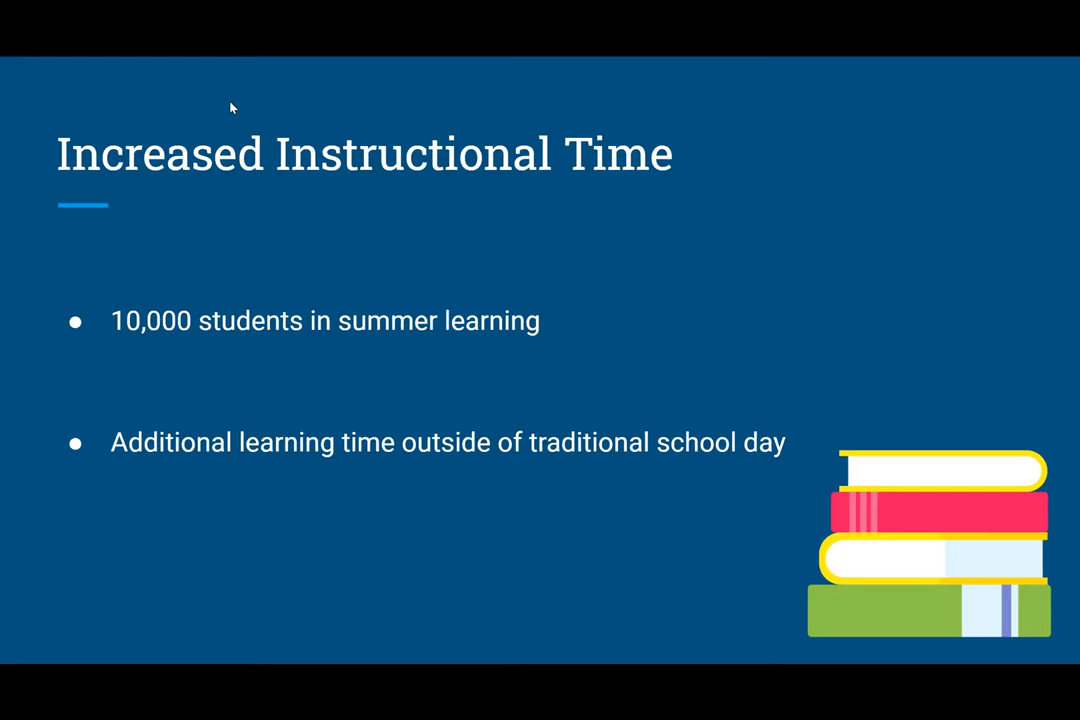 Increased Instructional Time
● 10,000 students in summer learning
● Additional learning time outside of traditional school day